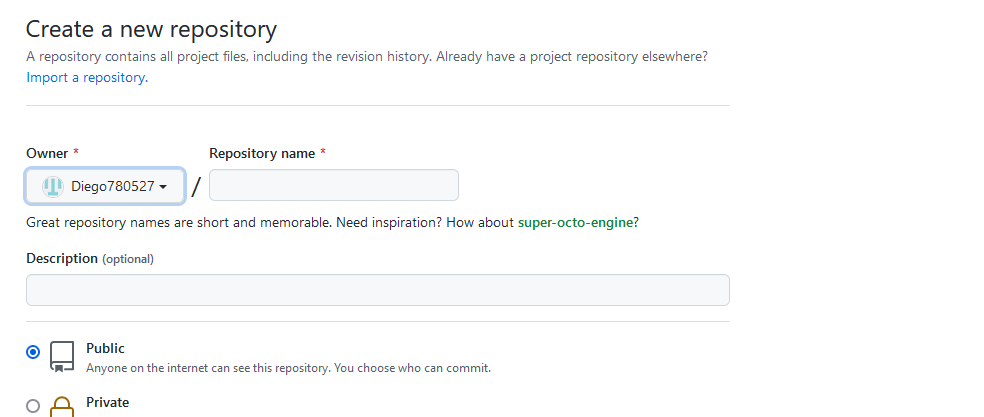 Create a new repository
A repository contains all project files, including the revision history. Already have a project repository elsewhere?
Import a repository.
Owner * Repository name *
Diego780527 /
Great repository names are short and memorable. Need inspiration? How about super-octo-engine?
Description (optional)
Public
Anyone on the internet can see this repository. You choose who can commit.
Private